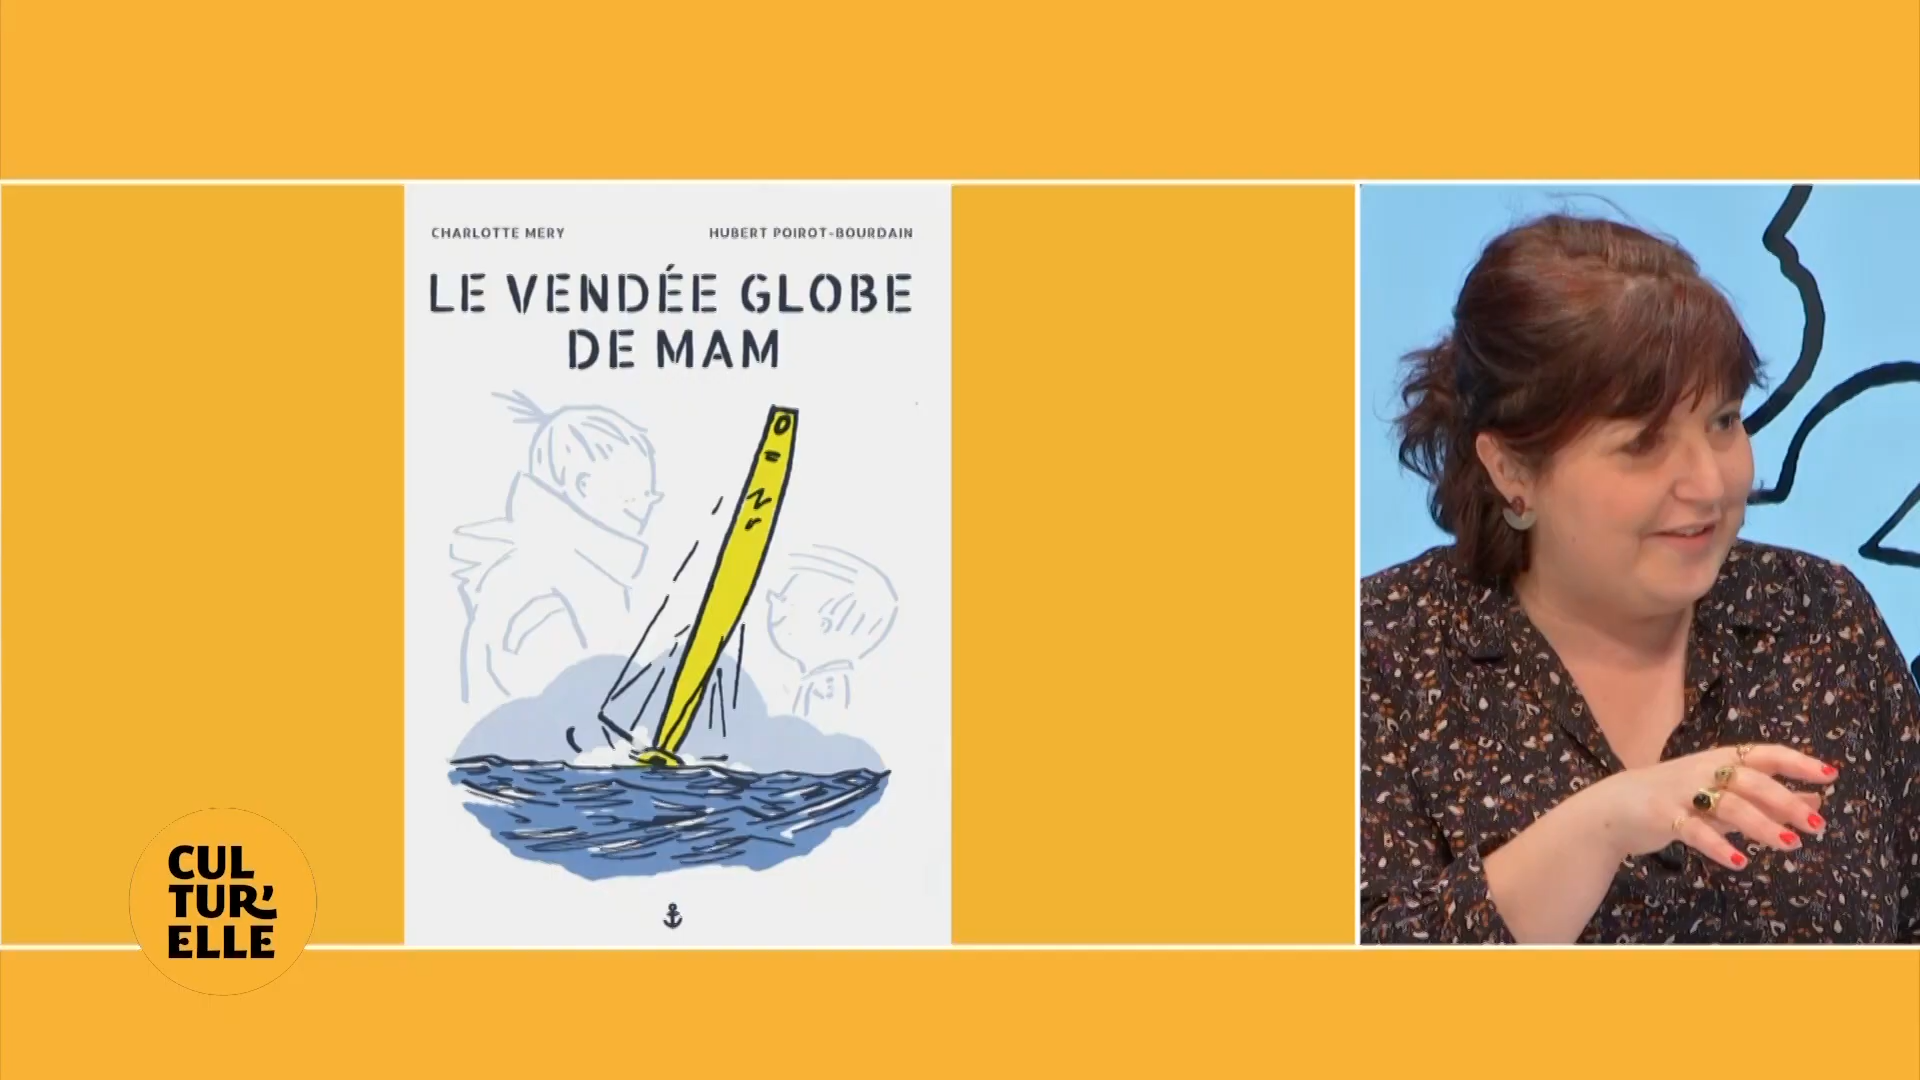 CHARLOTTE MERY
HUBERT POIROT-BOURDAIN
LE VENDÉE GLOBE
DE MAM
CUL
TUR'
ELLE